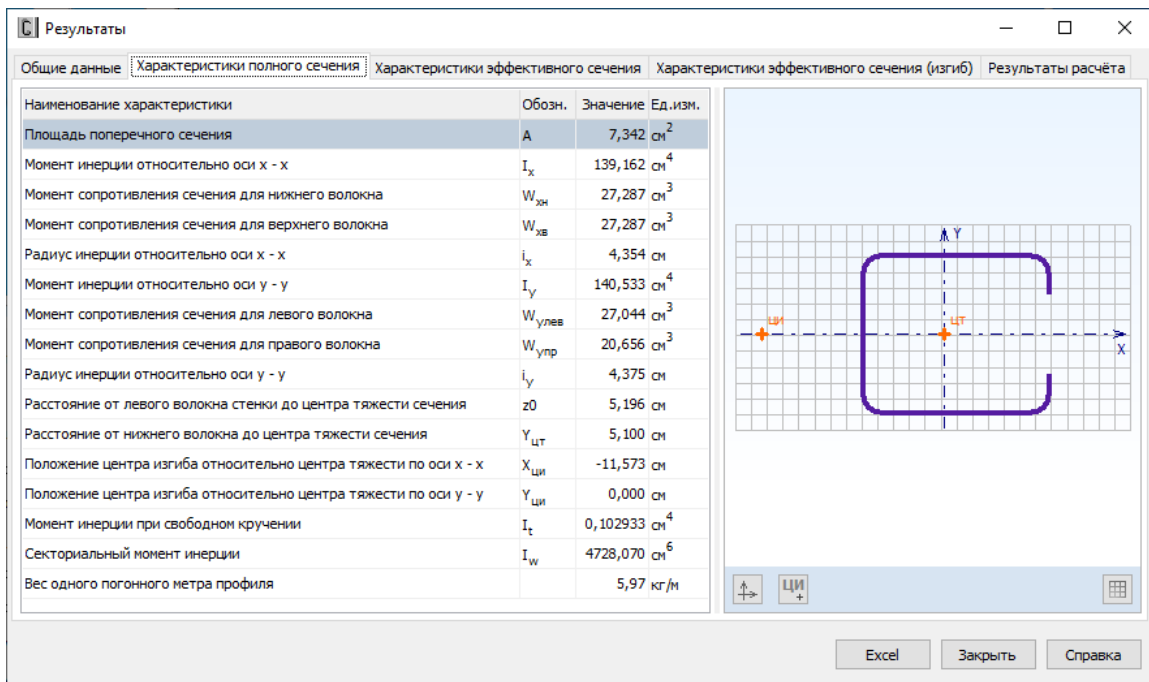 Результаты
Общие данные Характеристики полного сечения Характеристики эффективного сечения Характеристики эффективного сечения (изгиб) Результаты расчёта
Наименование характеристики Обозн. Значение Ед.изм.
Площадь поперечного сечения A 7,342 см2
Момент инерции относительно оси x - x Ix 139,162 см4
Момент сопротивления сечения для нижнего волокна Wхн 27,287 см3
Момент сопротивления сечения для верхнего волокна Wхв 27,287 см3
Радиус инерции относительно оси x - x ix 4,354 см
Момент инерции относительно оси y - y Iy 140,533 см4
Момент сопротивления сечения для левого волокна Wулев 27,044 см3
Момент сопротивления сечения для правого волокна Wупр 20,656 см3
Радиус инерции относительно оси y - y iy 4,375 см
Расстояние от левого волокна стенки до центра тяжести сечения z0 5,196 см
Расстояние от нижнего волокна до центра тяжести сечения Yцт 5,100 см
Положение центра изгиба относительно центра тяжести по оси x - x Xци -11,573 см
Положение центра изгиба относительно центра тяжести по оси y - y Yци 0,000 см
Момент инерции при свободном кручении It 0,102933 см4
Секториальный момент инерции Iw 4728,070 см6
Вес одного погонного метра профиля 5,97 кг/м
Y
ЦИ
ЦТ
X
ЦИ
Excel Закрыть Справка